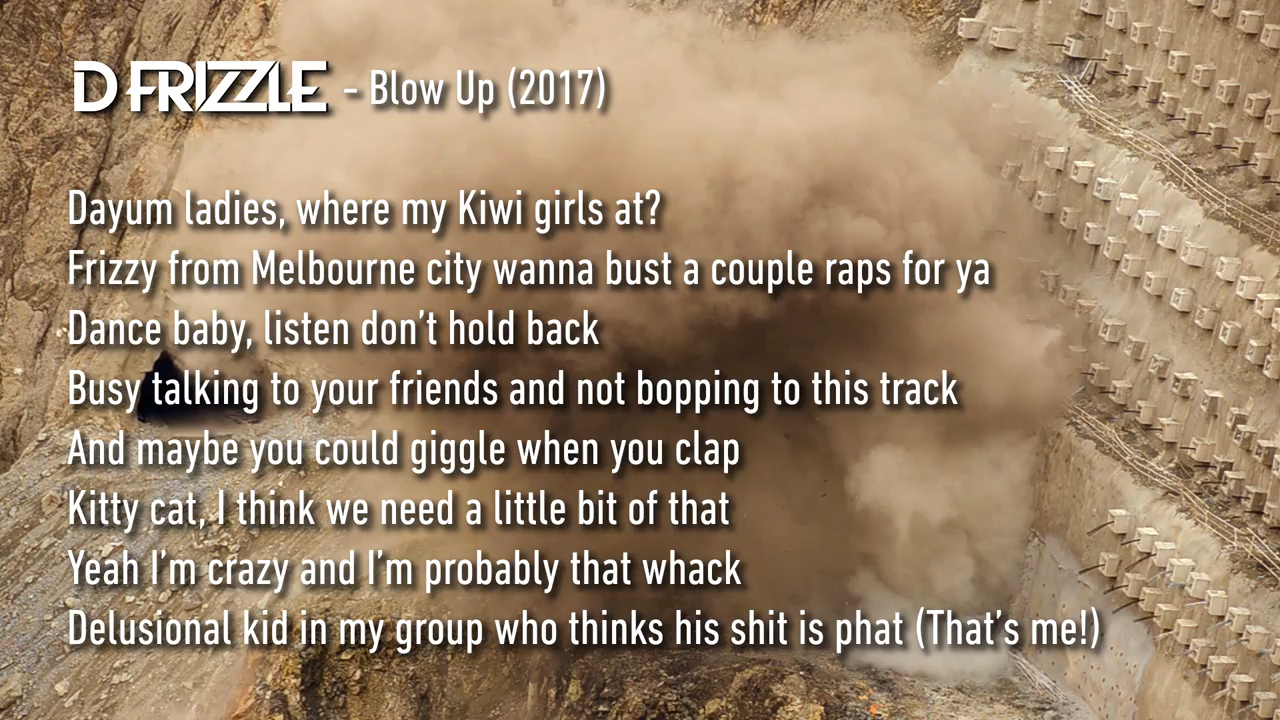 D FRIZZLE - Blow Up (2017)
Dayum ladies, where my Kiwi girls at?
Frizzy from Melbourne city wanna bust a couple raps for ya
Dance baby, listen don't hold back
Busy talking to your friends and not bopping to this track
And maybe you could giggle when you clap
Kitty cat, I think we need a little bit of that
Yeah I'm crazy and I'm probably that whack
Delusional kid in my group who thinks his shit is phat (That's me!)